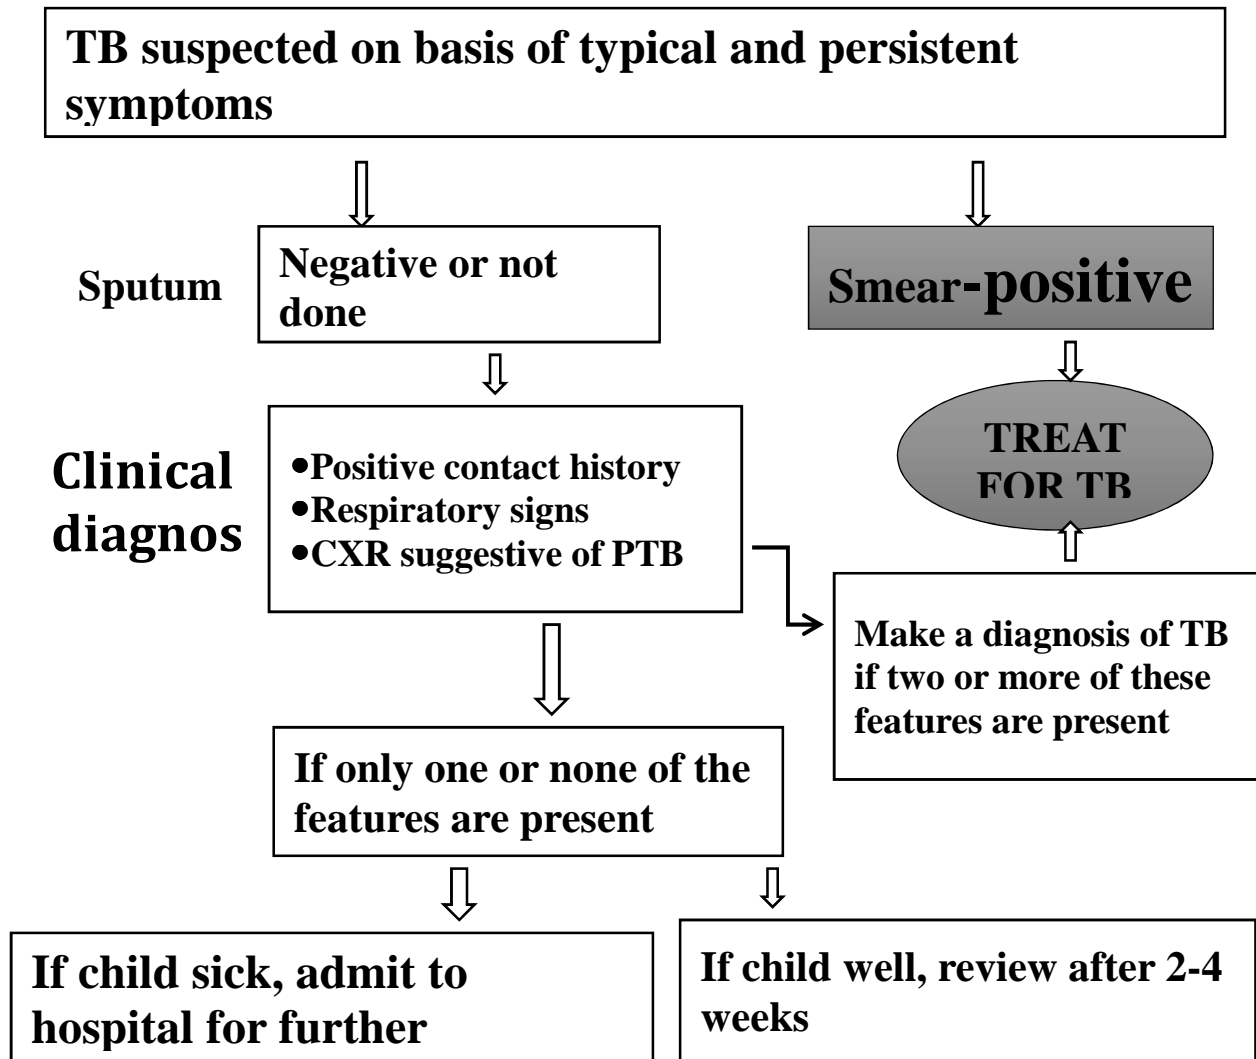 TB suspected on basis of typical and persistent
symptoms
Sputum
Negative or not
done
Smear-positive
Clinical
diagnos
•Positive contact history
•Respiratory signs
•CXR suggestive of PTB
TREAT
FOR TB
Make a diagnosis of TB
if two or more of these
features are present
If only one or none of the
features are present
If child sick, admit to
hospital for further
If child well, review after 2-4
weeks